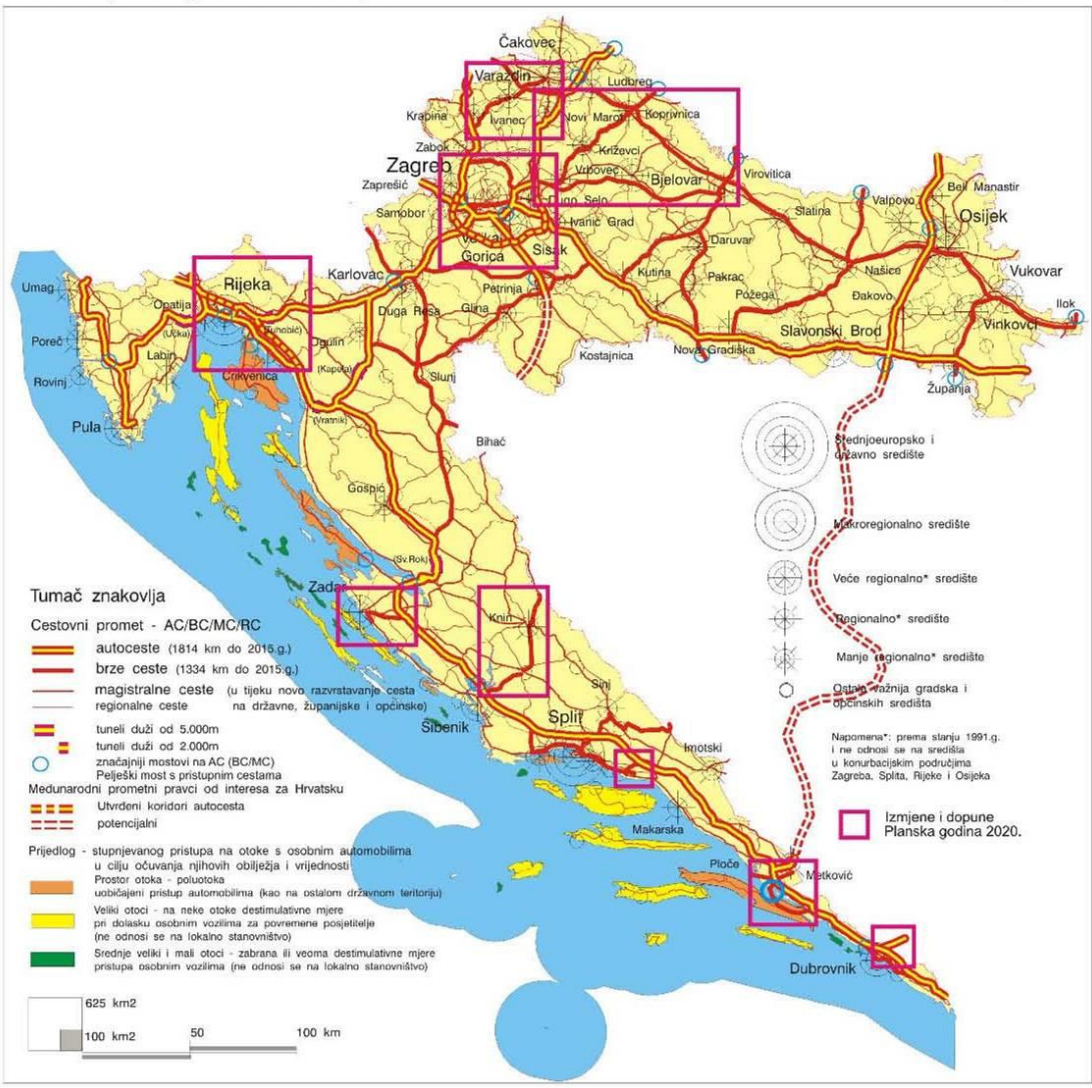 Čakovec
Varaždin
Ludbreg
Krapina
Ivanec
Novi Marof
Koprivnica
Zabok
Križevci
Zagreb
Vrbovec
Bjelovar
Virovitica
Zaprešić
Dugo Selo
Beli Manastir
Samobor
Ivanić Grad
Slatina
Valpovo
Osijek
Gorica
Sisak
Daruvar
Karlovac
Kutina
Pakrac
Našice
Vukovar
Rijeka
Petrinja
Umag
Opatija
Duga Resa
Glina
Požega
Đakovo
Ilok
(Učka)
(Tunobić)
Ogulin
Slavonski Brod
Vinkovci
Poreč
Labin
Kostajnica
Nova Gradiška
Rovinj
Crikvenica
(Kapela)
Slunj
Županja
Pula
(Vratnik)
Bihać
Gospić
(Sv.Rok)
Zadar
Knin
Sinj
Šibenik
Split
Imotski
Makarska
Ploče
Metković
Dubrovnik
Srednjoeuropsko i
državno središte
Makroregionalno središte
Veće regionalno* središte
Regionalno* središte
Manje regionalno* središte
Ostala važnija gradska i
općinskih središta
Napomena*: prema stanju 1991.g.
i ne odnosi se na središta
u konurbacijskim područjima
Zagreba, Splita, Rijeke i Osijeka
Izmjene i dopune
Planska godina 2020.
Tumač znakovlja
Cestovni promet - AC/BC/MC/RC
autoceste (1814 km do 2015.g.)
brze ceste (1334 km do 2015.g.)
magistralne ceste (u tijeku novo razvrstavanje cesta
regionalne ceste na državne, županijske i općinske)
tuneli duži od 5.000m
tuneli duži od 2.000m
značajniji mostovi na AC (BC/MC)
Pelješki most s pristupnim cestama
Međunarodni prometni pravci od interesa za Hrvatsku
Utvrđeni koridori autocesta
potencijalni
Prijedlog - stupnjevanog pristupa na otoke s osobnim automobilima
u cilju očuvanja njihovih obilježja i vrijednosti
Prostor otoka - poluotoka
uobičajeni pristup automobilima (kao na ostalom državnom teritoriju)
Veliki otoci - na neke otoke destimulativne mjere
pri dolasku osobnim vozilima za povremene posjetitelje
(ne odnosi se na lokalno stanovništvo)
Srednje veliki i mali otoci - zabrana ili veoma destimulativne mjere
pristupa osobnim vozilima (ne odnosi se na lokalno stanovništvo)
625 km2
100 km2
50
100 km